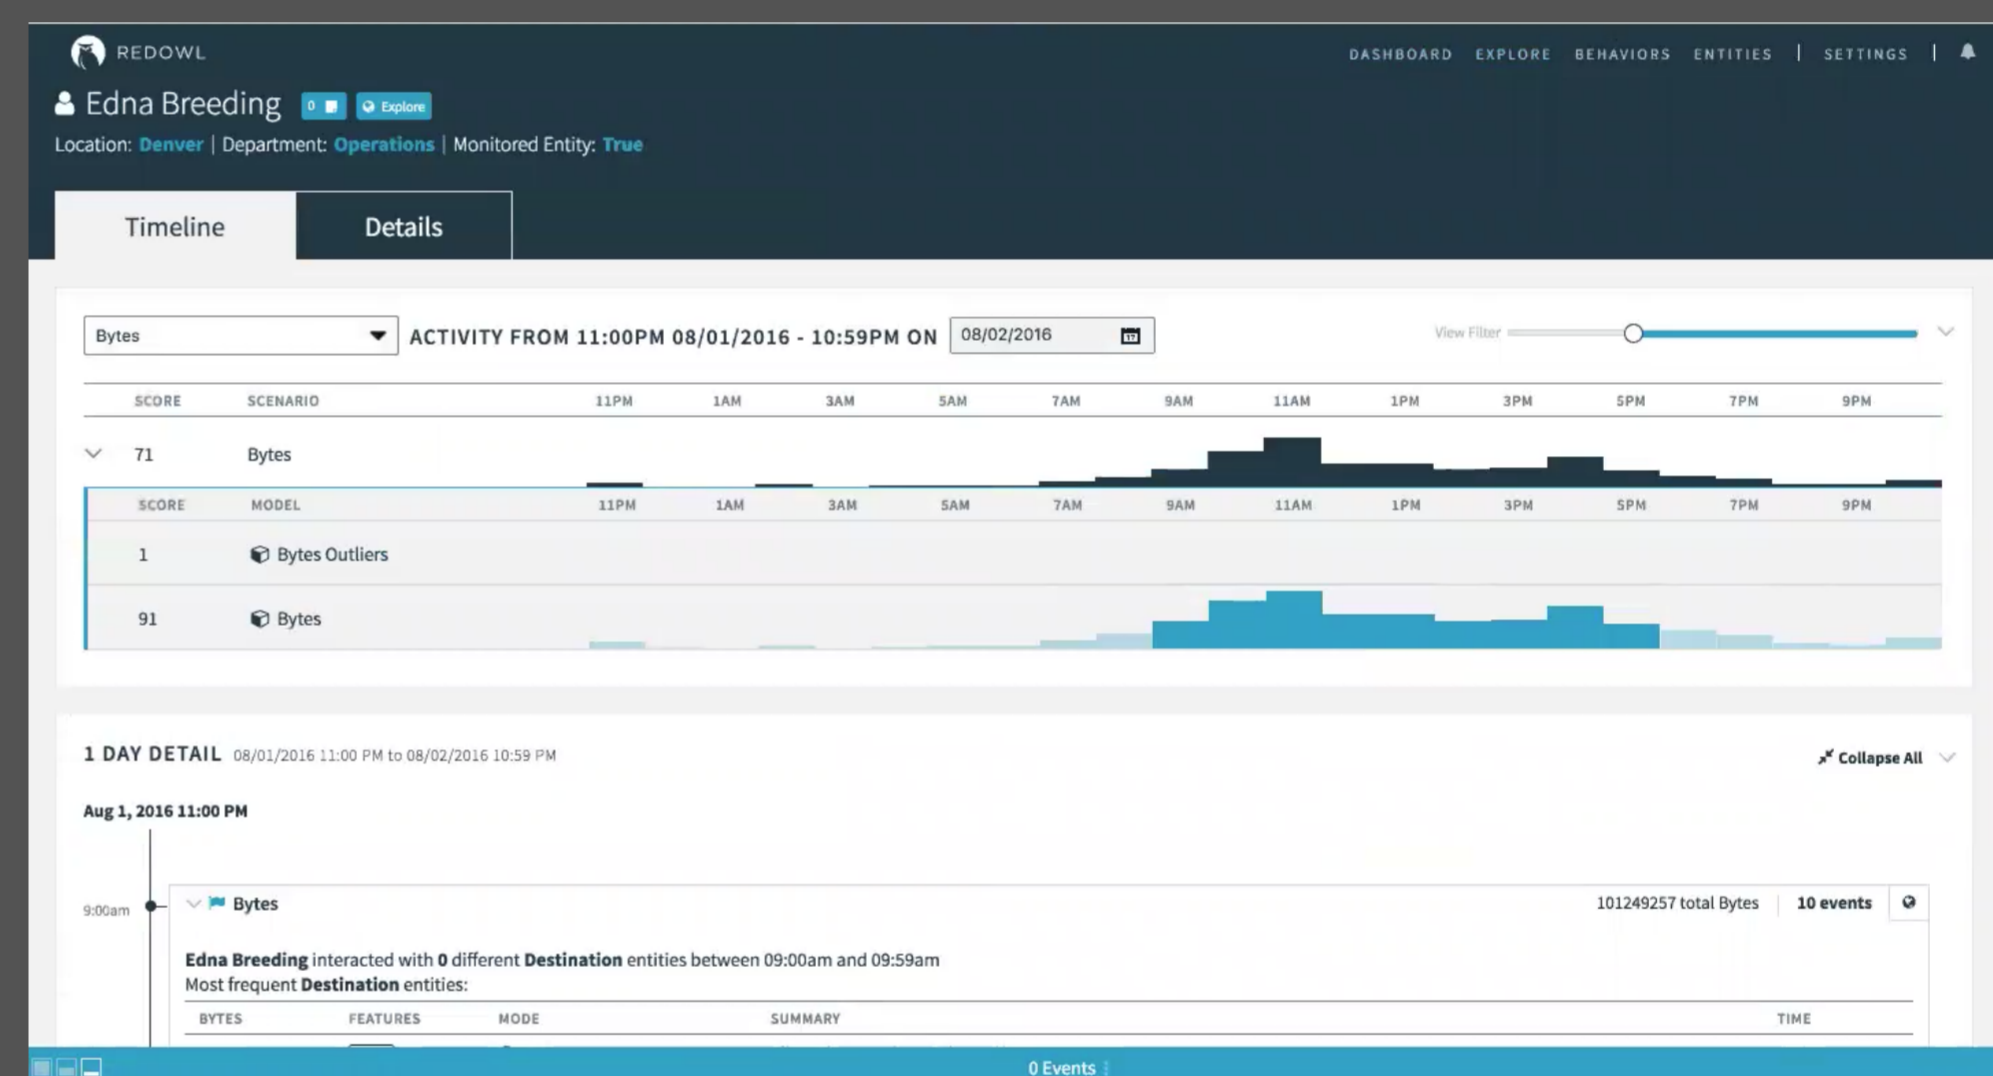 REDOWL
DASHBOARD EXPLORE BEHAVIORS ENTITIES | SETTINGS |
Edna Breeding 0 Explore
Location: Denver | Department: Operations | Monitored Entity: True
Timeline Details
Bytes ACTIVITY FROM 11:00PM 08/01/2016 - 10:59PM ON 08/02/2016 17 View Filter
SCORE SCENARIO 11PM 1AM 3AM 5AM 7AM 9AM 11AM 1PM 3PM 5PM 7PM 9PM
71 Bytes
SCORE MODEL 11PM 1AM 3AM 5AM 7AM 9AM 11AM 1PM 3PM 5PM 7PM 9PM
1 Bytes Outliers
91 Bytes
1 DAY DETAIL 08/01/2016 11:00 PM to 08/02/2016 10:59 PM Collapse All
Aug 1, 2016 11:00 PM
9:00am Bytes 101249257 total Bytes 10 events
Edna Breeding interacted with 0 different Destination entities between 09:00am and 09:59am
Most frequent Destination entities:
BYTES FEATURES MODE SUMMARY TIME
0 Events